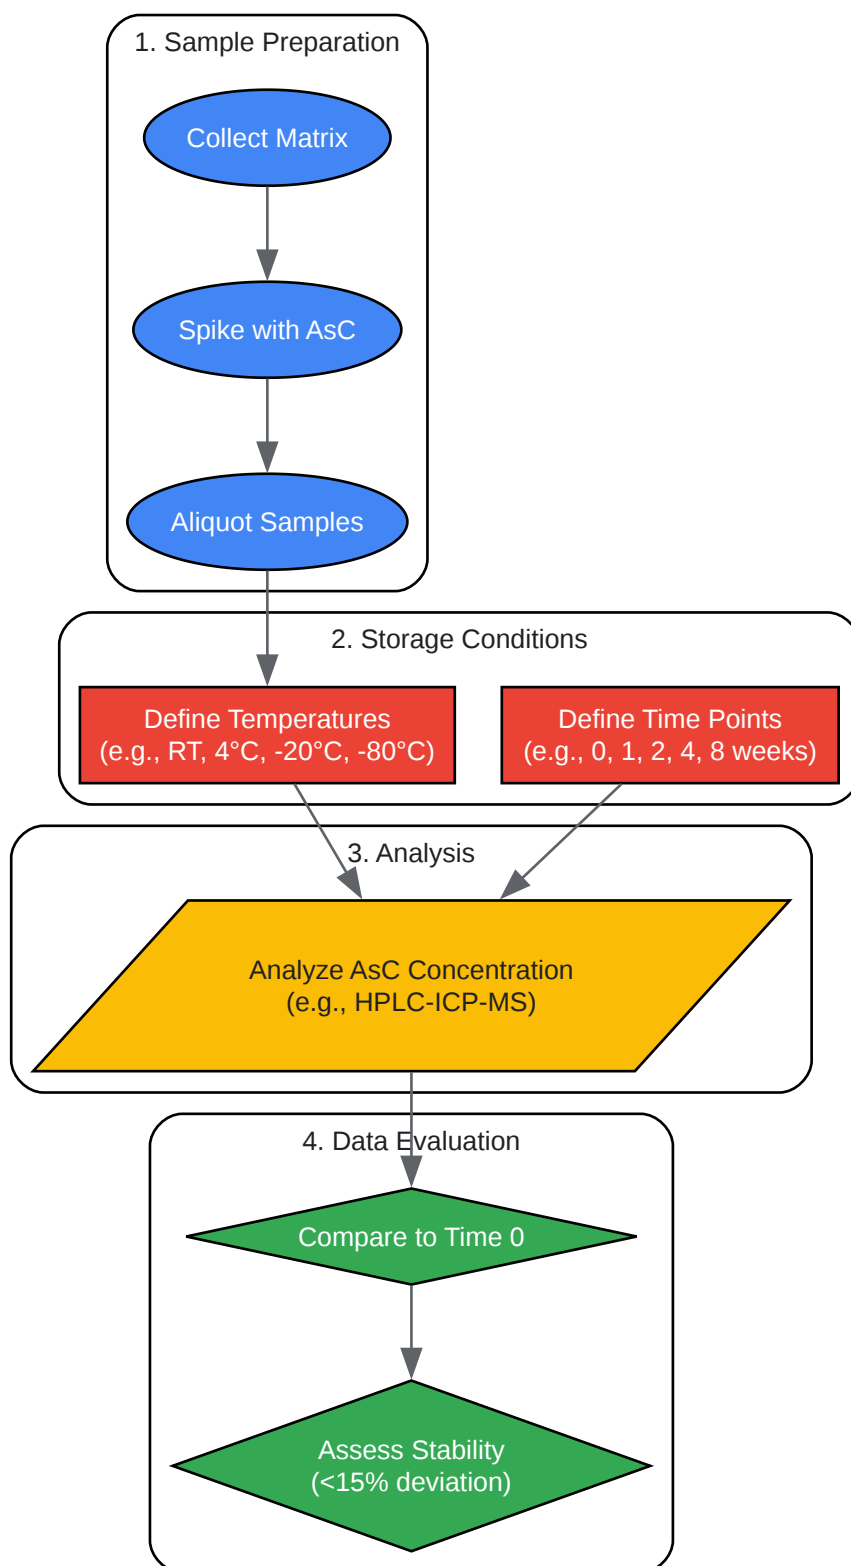 1. Sample Preparation
Collect Matrix
Spike with AsC
Aliquot Samples
2. Storage Conditions
Define Temperatures
(e.g., RT, 4°C, -20°C, -80°C)
Define Time Points
(e.g., 0, 1, 2, 4, 8 weeks)
3. Analysis
Analyze AsC Concentration
(e.g., HPLC-ICP-MS)
4. Data Evaluation
Compare to Time 0
Assess Stability
(<15% deviation)